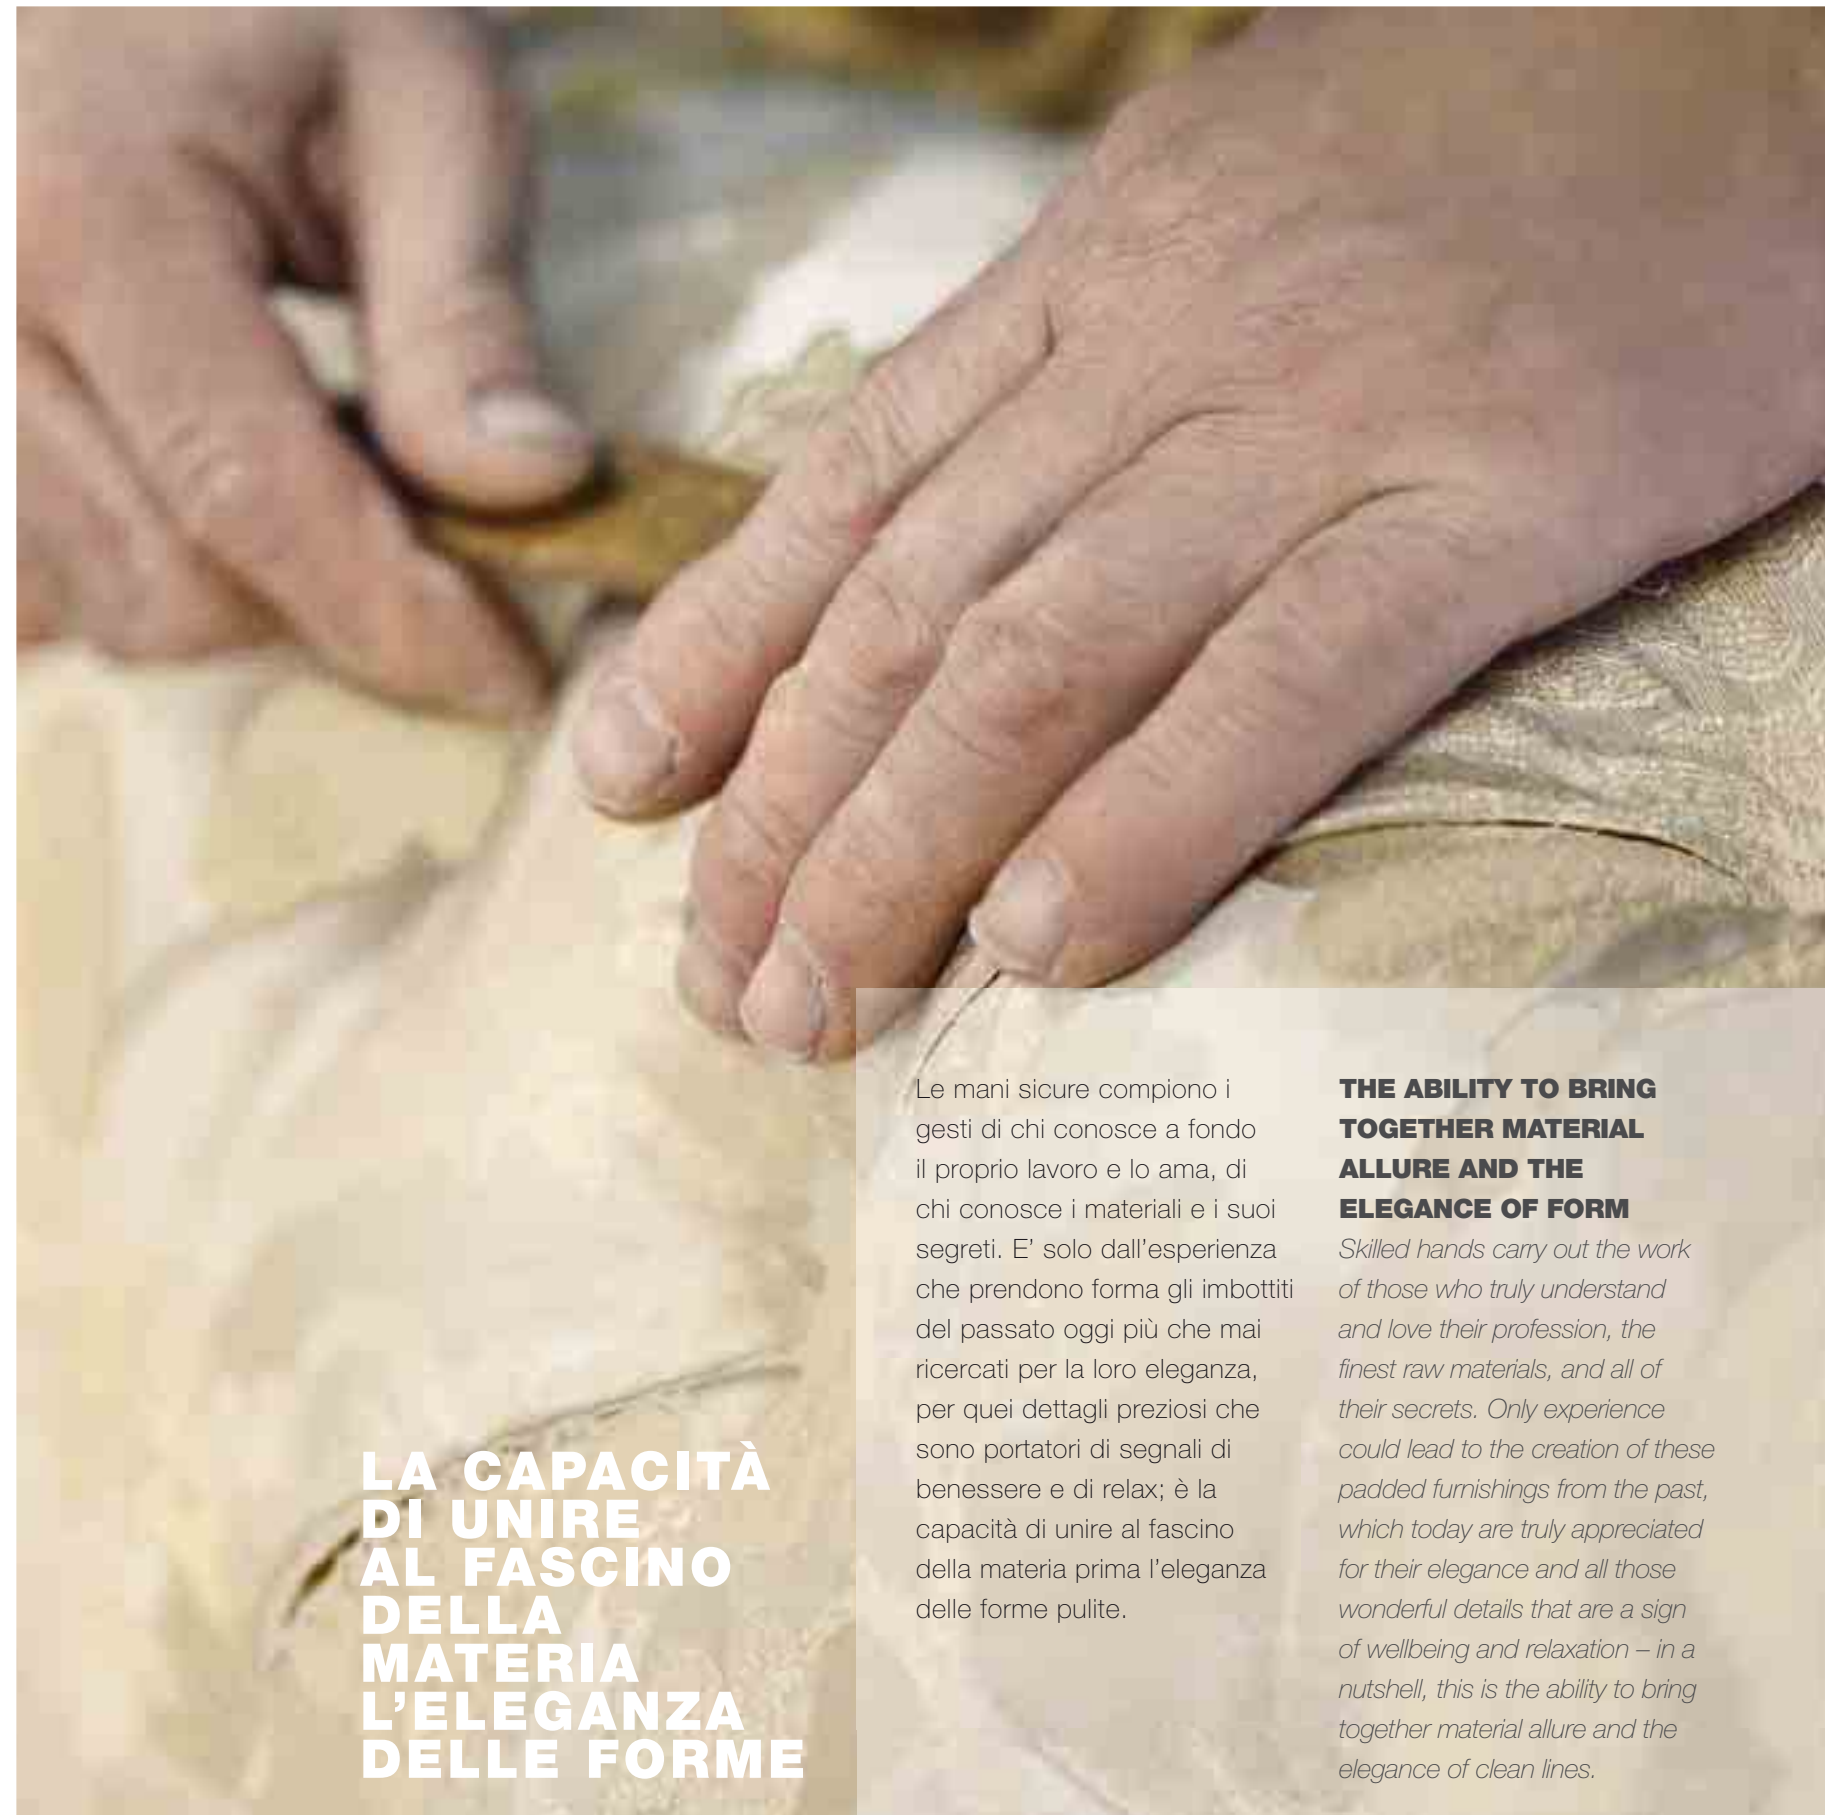 LA CAPACITÀ
DI UNIRE
AL FASCINO
DELLA
MATERIA
L’ELEGANZA
DELLE FORME
Le mani sicure compiono i
gesti di chi conosce a fondo
il proprio lavoro e lo ama, di
chi conosce i materiali e i suoi
segreti. E’ solo dall’esperienza
che prendono forma gli imbottiti
del passato oggi più che mai
ricercati per la loro eleganza,
per quei dettagli preziosi che
sono portatori di segnali di
benessere e di relax; è la
capacità di unire al fascino
della materia prima l’eleganza
delle forme pulite.
THE ABILITY TO BRING
TOGETHER MATERIAL
ALLURE AND THE
ELEGANCE OF FORM
Skilled hands carry out the work
of those who truly understand
and love their profession, the
finest raw materials, and all of
their secrets. Only experience
could lead to the creation of these
padded furnishings from the past,
which today are truly appreciated
for their elegance and all those
wonderful details that are a sign
of wellbeing and relaxation – in a
nutshell, this is the ability to bring
together material allure and the
elegance of clean lines.